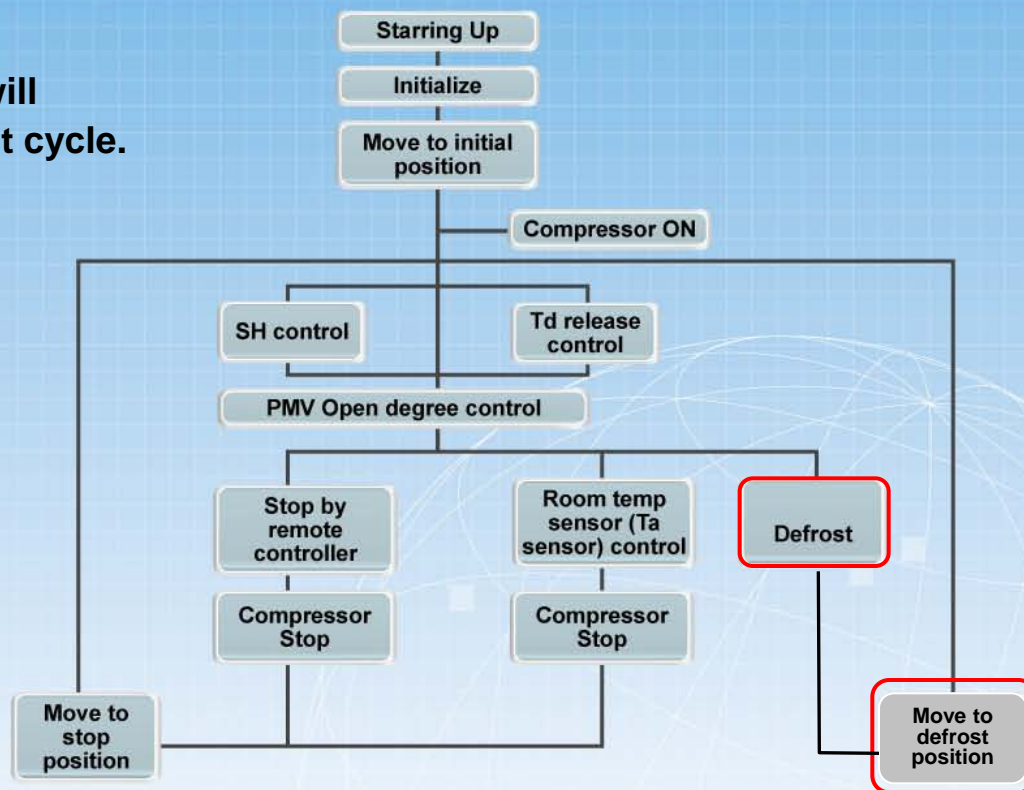 Starring Up
Initialize
t cycle.
Move to initial
position
Compressor ON
SH control
Td release
control
PMV Open degree control
Stop by
remote
controller
Room temp
sensor (Ta
sensor) control
Defrost
Compressor
Stop
Compressor
Stop
Move to
stop
position
Move to
defrost
position